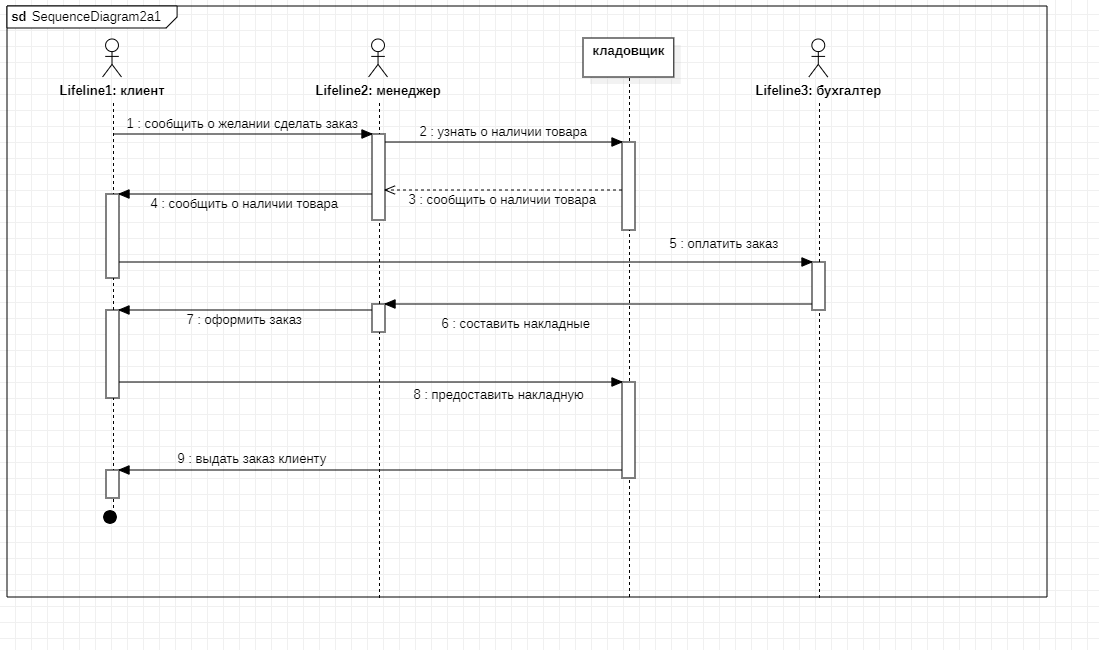 sd SequenceDiagram2a1
Lifeline1: клиент
Lifeline2: менеджер
кладовщик
Lifeline3: бухгалтер
1 : сообщить о желании сделать заказ
2 : узнать о наличии товара
3 : сообщить о наличии товара
4 : сообщить о наличии товара
5 : оплатить заказ
6 : составить накладные
7 : оформить заказ
8 : предоставить накладную
9 : выдать заказ клиенту